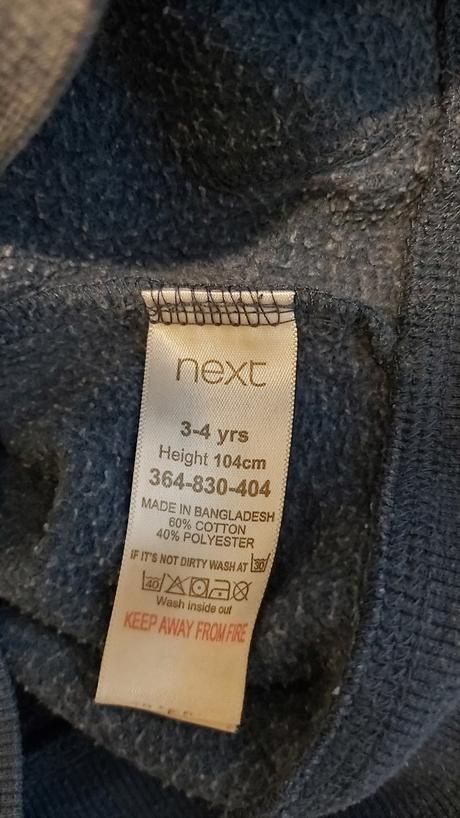 next
3-4 yrs
Height 104cm
364-830-404
MADE IN BANGLADESH
60% COTTON
40% POLYESTER
IF IT'S NOT DIRTY WASH AT 30
40
Wash inside out
KEEP AWAY FROM FIRE